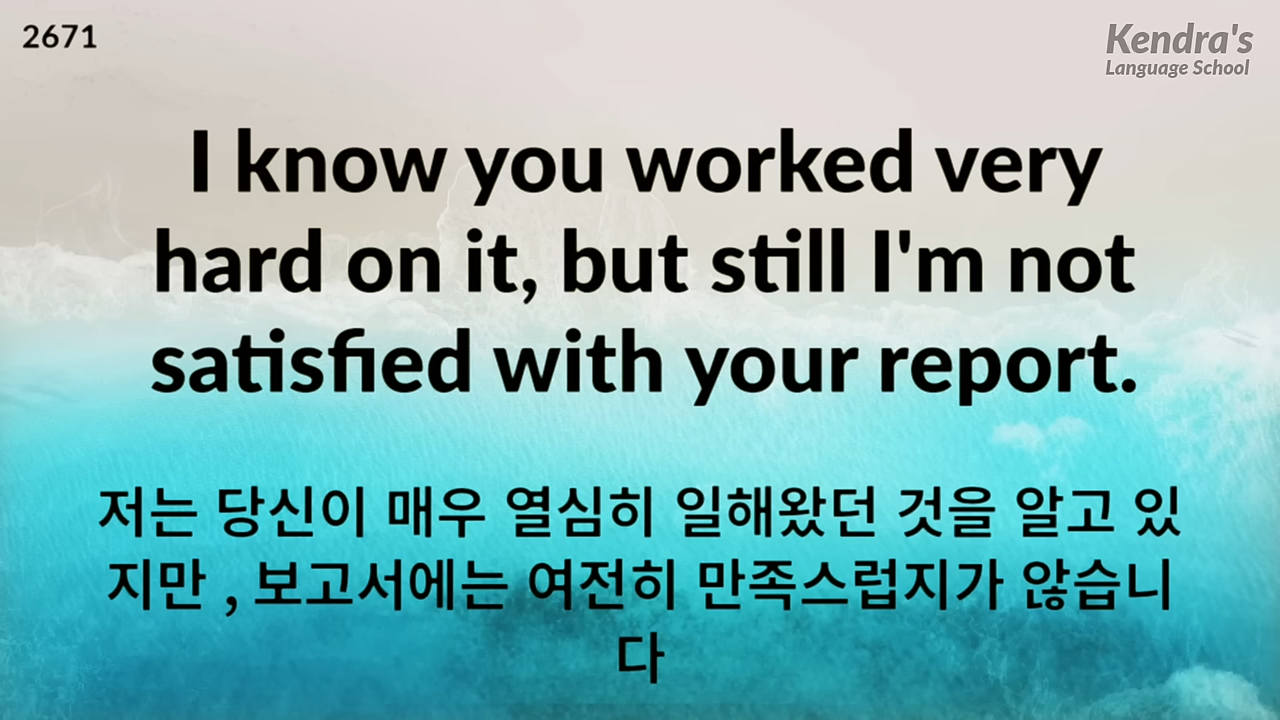 2671
Kendra's
Language School
I know you worked very
hard on it, but still I'm not
satisfied with your report.
저는 당신이 매우 열심히 일해왔던 것을 알고 있
지만 , 보고서에는 여전히 만족스럽지가 않습니
다